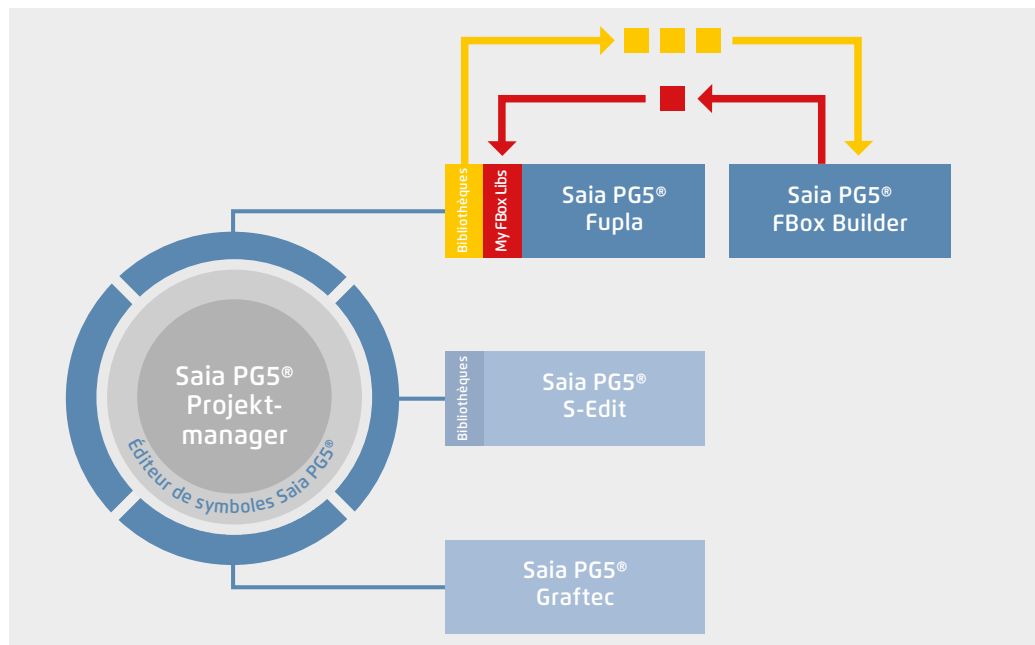 Bibliothèques
My FBox Libs
Saia PG5®
Fupla
Saia PG5®
FBox Builder
Saia PG5®
Projekt-
manager
Éditeur de symboles Saia PG5®
Bibliothèques
Saia PG5®
S-Edit
Saia PG5®
Graftec